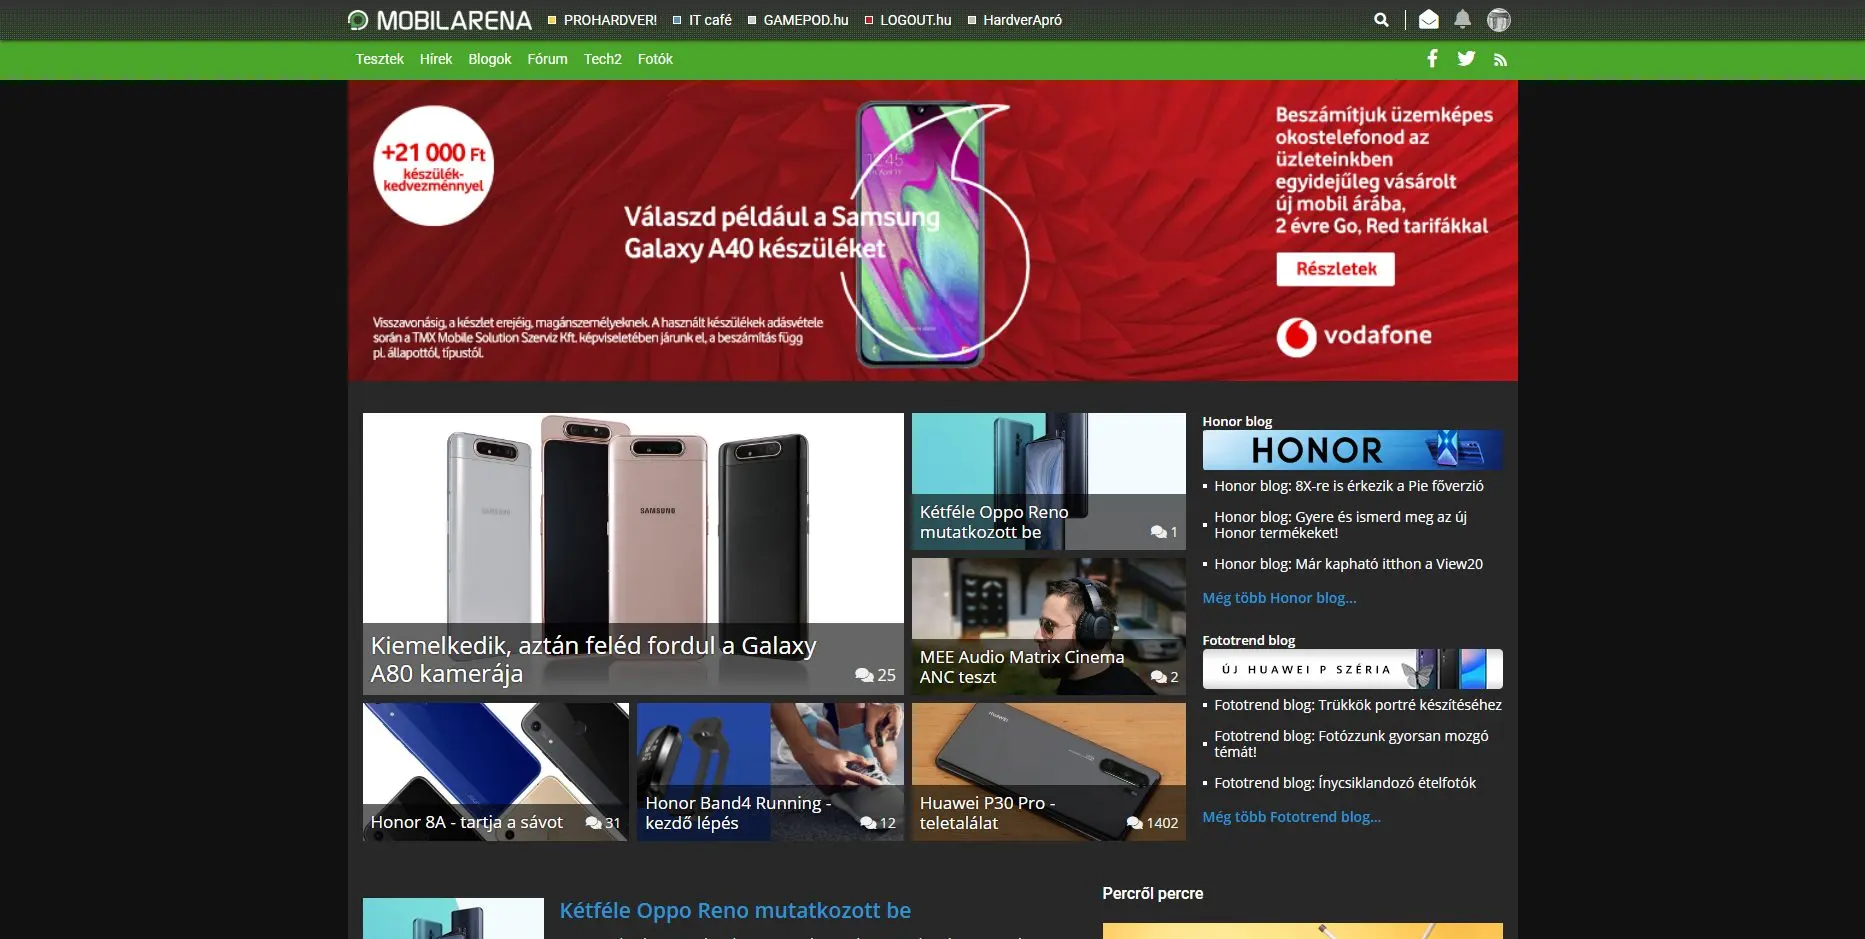 MOBILARENA
PROHARDVER!
IT café
GAMEPOD.hu
LOGOUT.hu
HardverApró
Tesztek
Hírek
Blogok
Fórum
Tech2
Fotók
+21 000 Ft
készülék-
kedvezménnyel
Válaszd például a Samsung
Galaxy A40 készüléket
Visszavonásig, a készlet erejéig, magánszemélyeknek. A használt készülékek adásvétele
során a TMX Mobile Solution Szerviz Kft. képviseletében járunk el, a beszámítás függ
pl. állapottól, típustól.
12:45
Beszámítjuk üzemképes
okostelefonod az
üzleteinkben
egyidejűleg vásárolt
új mobil árába,
2 évre Go, Red tarifákkal
Részletek
vodafone
SAMSUNG
SAMSUNG
Kiemelkedik, aztán feléd fordul a Galaxy
A80 kamerája
25
Kétféle Oppo Reno
mutatkozott be
1
MEE Audio Matrix Cinema
ANC teszt
2
Honor 8A - tartja a sávot
31
Honor Band4 Running -
kezdő lépés
12
HUAWEI
Huawei P30 Pro -
teletalálat
1402
Honor blog
HONOR
Honor blog: 8X-re is érkezik a Pie főverzió
Honor blog: Gyere és ismerd meg az új
Honor termékeket!
Honor blog: Már kapható itthon a View20
Még több Honor blog...
Fototrend blog
ÚJ HUAWEI P SZÉRIA
Fototrend blog: Trükkök portré készítéséhez
Fototrend blog: Fotózzunk gyorsan mozgó
témát!
Fototrend blog: Ínycsiklandozó ételfotók
Még több Fototrend blog...
Kétféle Oppo Reno mutatkozott be
Percről percre